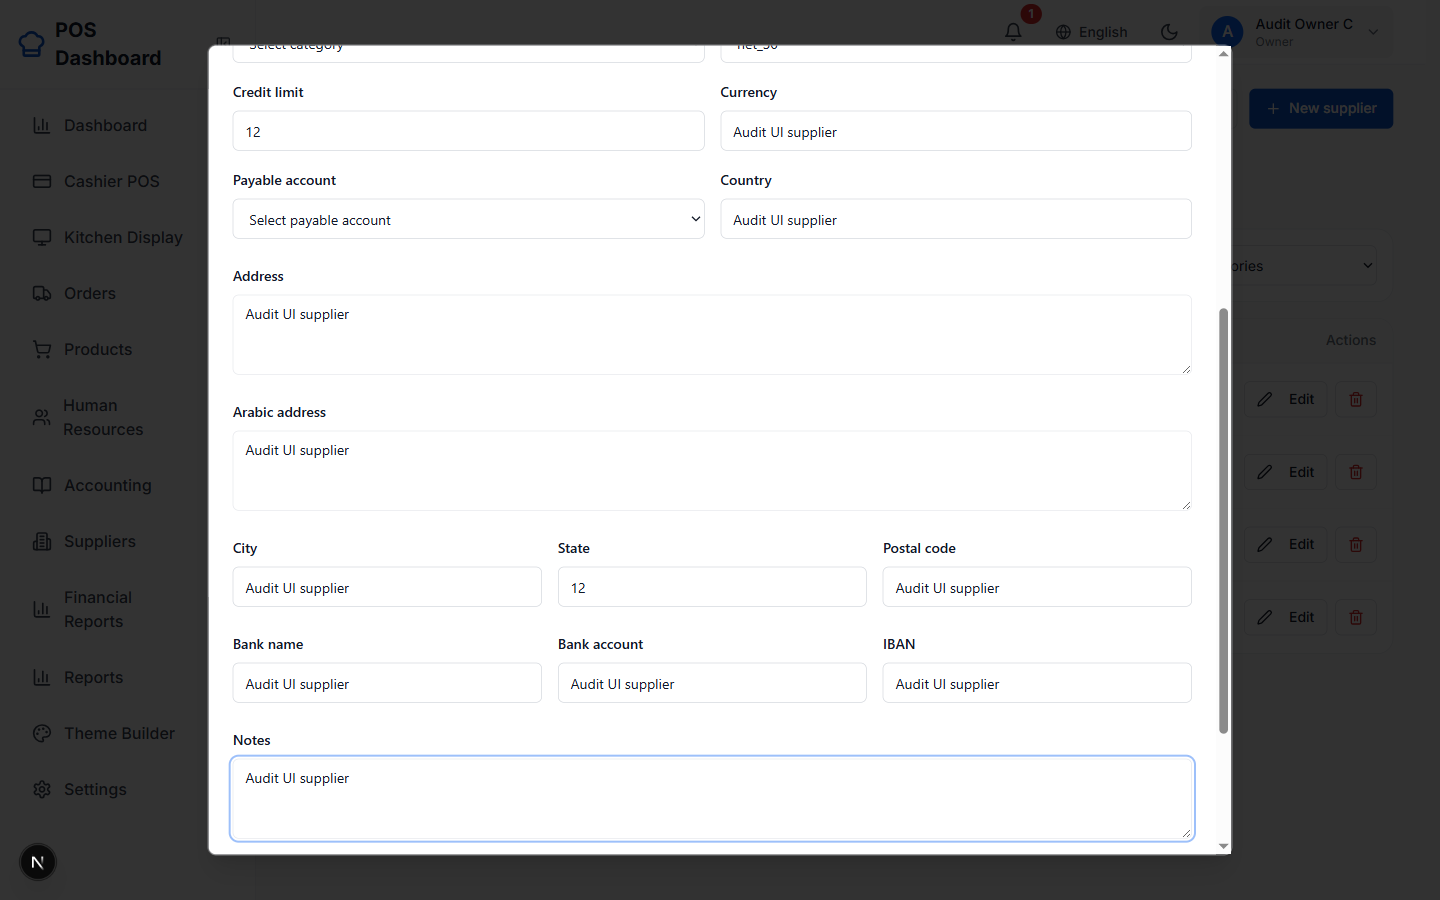 POS
Dashboard
1
English
A
Audit Owner C
Owner
New supplier
Dashboard
Cashier POS
Kitchen Display
Orders
Products
Human
Resources
Accounting
Suppliers
Financial
Reports
Reports
Theme Builder
Settings
N
Select category
net_30
Credit limit
Currency
12
Audit UI supplier
Payable account
Country
Select payable account
Audit UI supplier
Address
Audit UI supplier
Arabic address
Audit UI supplier
City
State
Postal code
Audit UI supplier
12
Audit UI supplier
Bank name
Bank account
IBAN
Audit UI supplier
Audit UI supplier
Audit UI supplier
Notes
Audit UI supplier
Actions
Edit
Edit
Edit
Edit